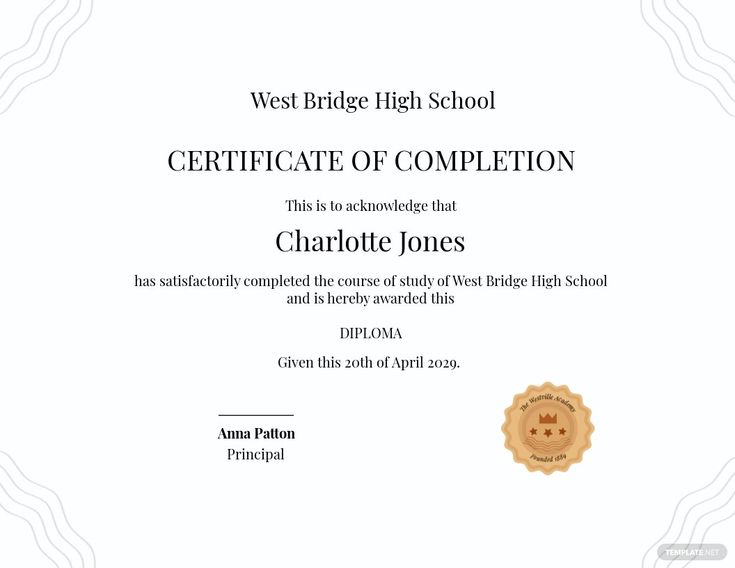 West Bridge High School
CERTIFICATE OF COMPLETION
This is to acknowledge that
Charlotte Jones
has satisfactorily completed the course of study of West Bridge High School
and is hereby awarded this
DIPLOMA
Given this 20th of April 2029.
Anna Patton
Principal
The Westville Academy
Founded 1889
TEMPLATE.NET